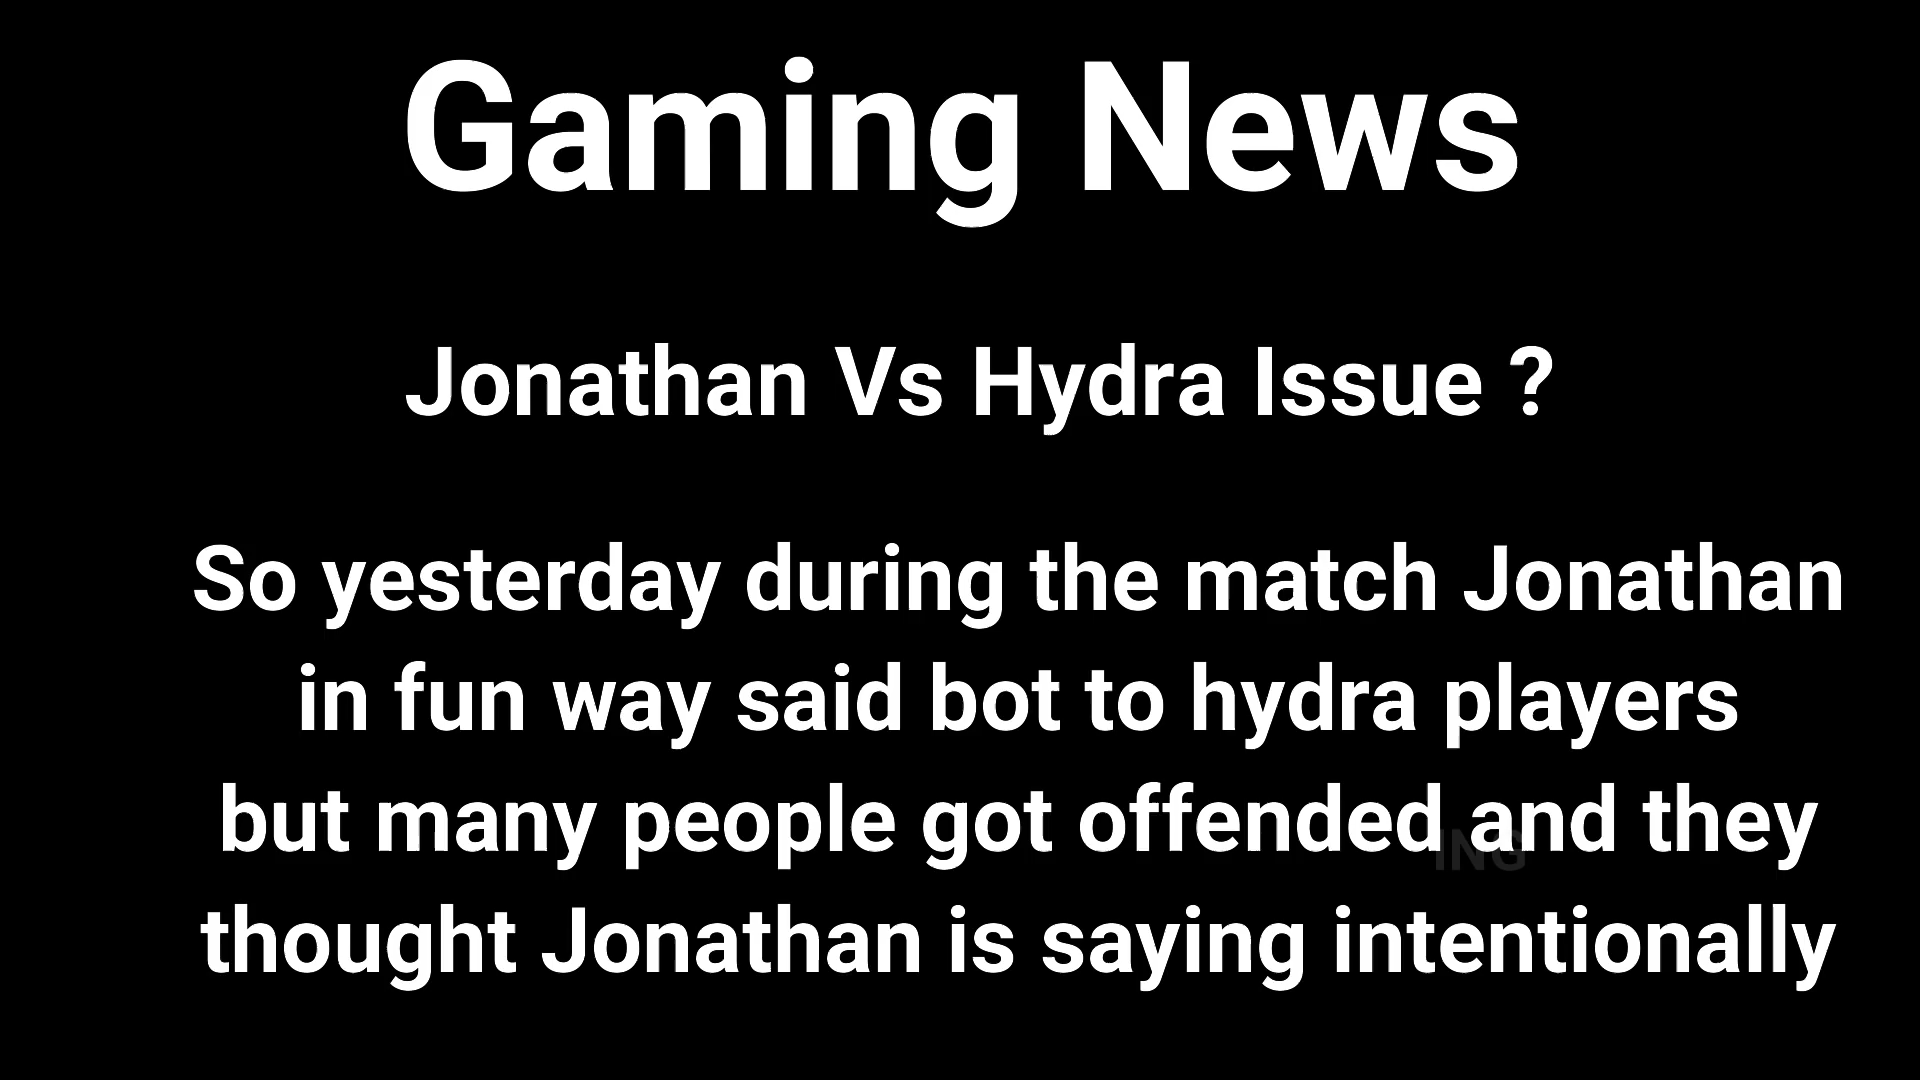 Gaming News
Jonathan Vs Hydra Issue ?
So yesterday during the match Jonathan
in fun way said bot to hydra players
but many people got offended and they
ING
thought Jonathan is saying intentionally